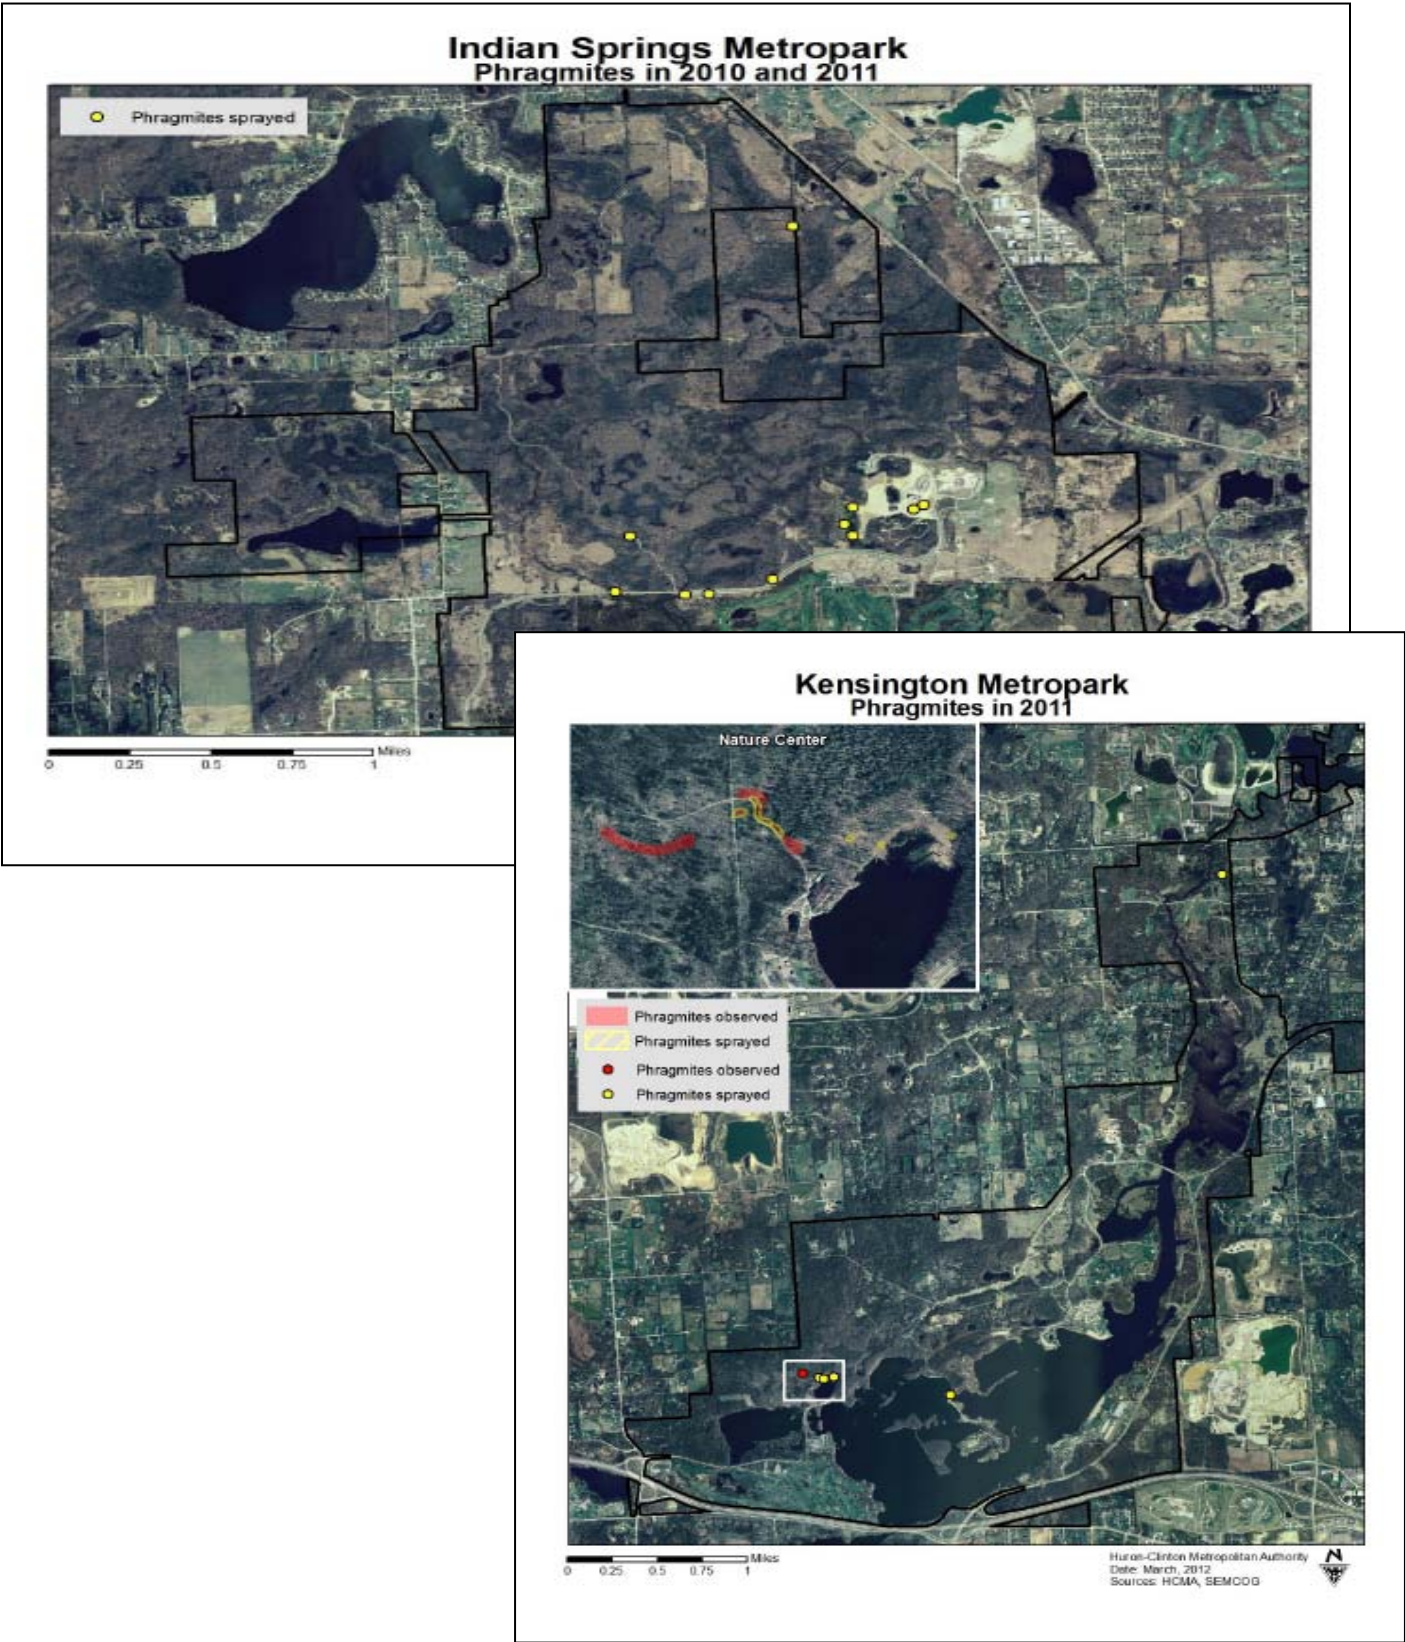 Indian Springs Metropark
Phragmites in 2010 and 2011
Phragmites sprayed
Miles
0 0.25 0.5 0.75 1
Kensington Metropark
Phragmites in 2011
Nature Center
Phragmites observed
Phragmites sprayed
Phragmites observed
Phragmites sprayed
Miles
0 0.25 0.5 0.75 1
Huron-Clinton Metropolitan Authority
Date: March, 2012
Sources: HCMA, SEMCOG
N